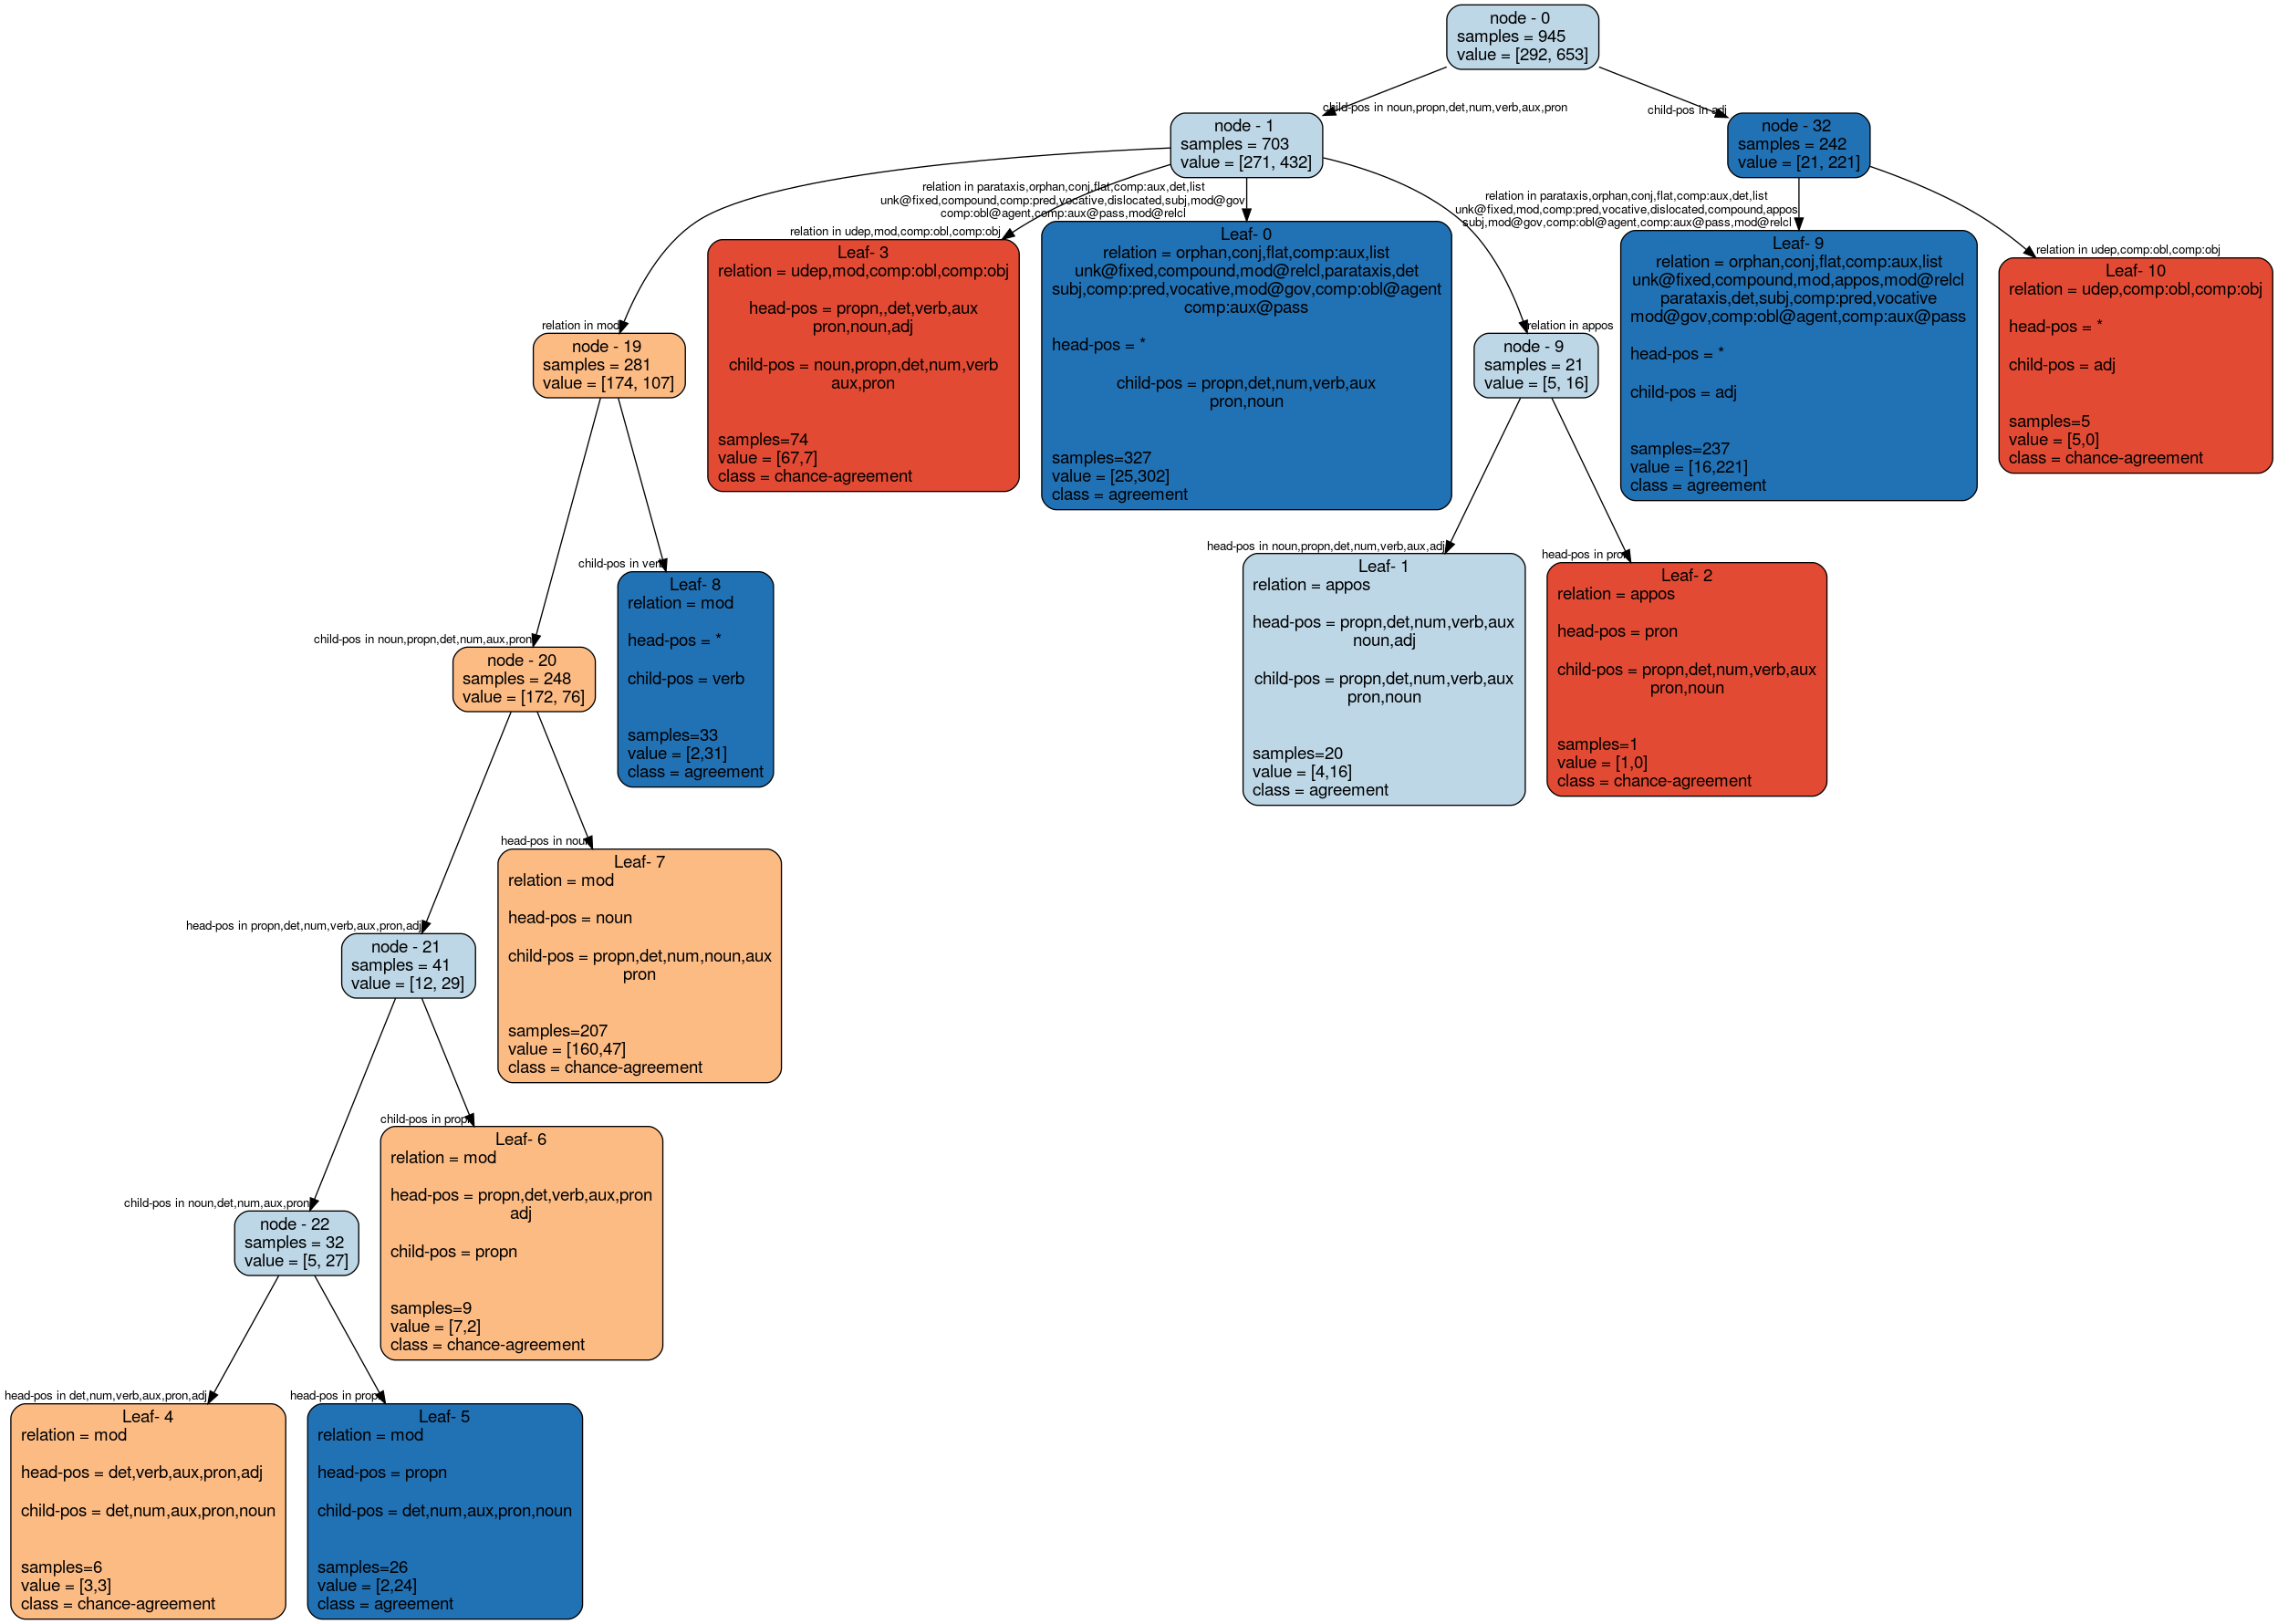 node - 0
samples = 945
value = [292, 653]
child-pos in noun,propn,det,num,verb,aux,pron
child-pos in adj
node - 1
samples = 703
value = [271, 432]
node - 32
samples = 242
value = [21, 221]
relation in mod
relation in udep,mod,comp:obl,comp:obj
relation in parataxis,orphan,conj,flat,comp:aux,det,list
unk@fixed,compound,comp:pred,vocative,dislocated,subj,mod@gov
comp:obl@agent,comp:aux@pass,mod@relcl
relation in appos
relation in parataxis,orphan,conj,flat,comp:aux,det,list
unk@fixed,mod,comp:pred,vocative,dislocated,compound,appos
subj,mod@gov,comp:obl@agent,comp:aux@pass,mod@relcl
relation in udep,comp:obl,comp:obj
node - 19
samples = 281
value = [174, 107]
Leaf- 3
relation = udep,mod,comp:obl,comp:obj
head-pos = propn,,det,verb,aux
pron,noun,adj
child-pos = noun,propn,det,num,verb
aux,pron
samples=74
value = [67,7]
class = chance-agreement
Leaf- 0
relation = orphan,conj,flat,comp:aux,list
unk@fixed,compound,mod@relcl,parataxis,det
subj,comp:pred,vocative,mod@gov,comp:obl@agent
comp:aux@pass
head-pos = *
child-pos = propn,det,num,verb,aux
pron,noun
samples=327
value = [25,302]
class = agreement
node - 9
samples = 21
value = [5, 16]
Leaf- 9
relation = orphan,conj,flat,comp:aux,list
unk@fixed,compound,mod,appos,mod@relcl
parataxis,det,subj,comp:pred,vocative
mod@gov,comp:obl@agent,comp:aux@pass
head-pos = *
child-pos = adj
samples=237
value = [16,221]
class = agreement
Leaf- 10
relation = udep,comp:obl,comp:obj
head-pos = *
child-pos = adj
samples=5
value = [5,0]
class = chance-agreement
child-pos in noun,propn,det,num,aux,pron
child-pos in verb
head-pos in noun,propn,det,num,verb,aux,adj
head-pos in pron
node - 20
samples = 248
value = [172, 76]
Leaf- 8
relation = mod
head-pos = *
child-pos = verb
samples=33
value = [2,31]
class = agreement
Leaf- 1
relation = appos
head-pos = propn,det,num,verb,aux
noun,adj
child-pos = propn,det,num,verb,aux
pron,noun
samples=20
value = [4,16]
class = agreement
Leaf- 2
relation = appos
head-pos = pron
child-pos = propn,det,num,verb,aux
pron,noun
samples=1
value = [1,0]
class = chance-agreement
head-pos in propn,det,num,verb,aux,pron,adj
head-pos in noun
node - 21
samples = 41
value = [12, 29]
Leaf- 7
relation = mod
head-pos = noun
child-pos = propn,det,num,noun,aux
pron
samples=207
value = [160,47]
class = chance-agreement
child-pos in noun,det,num,aux,pron
child-pos in propn
node - 22
samples = 32
value = [5, 27]
Leaf- 6
relation = mod
head-pos = propn,det,verb,aux,pron
adj
child-pos = propn
samples=9
value = [7,2]
class = chance-agreement
head-pos in det,num,verb,aux,pron,adj
head-pos in propn
Leaf- 4
relation = mod
head-pos = det,verb,aux,pron,adj
child-pos = det,num,aux,pron,noun
samples=6
value = [3,3]
class = chance-agreement
Leaf- 5
relation = mod
head-pos = propn
child-pos = det,num,aux,pron,noun
samples=26
value = [2,24]
class = agreement